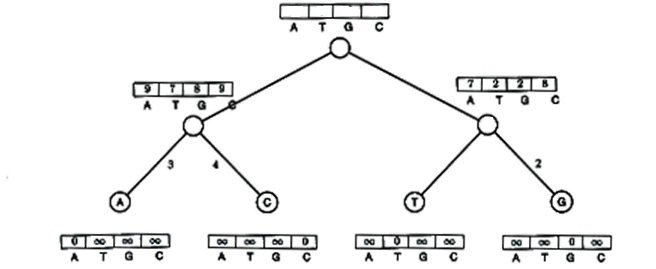 A T G C
9 7 8 9
A T G C
7 2 2 8
A T G C
3 4 2
A C T G
0 ∞ ∞ ∞ ∞ ∞ ∞ 0 ∞ 0 ∞ ∞ ∞ ∞ 0 ∞
A T G C A T G C A T G C A T G C